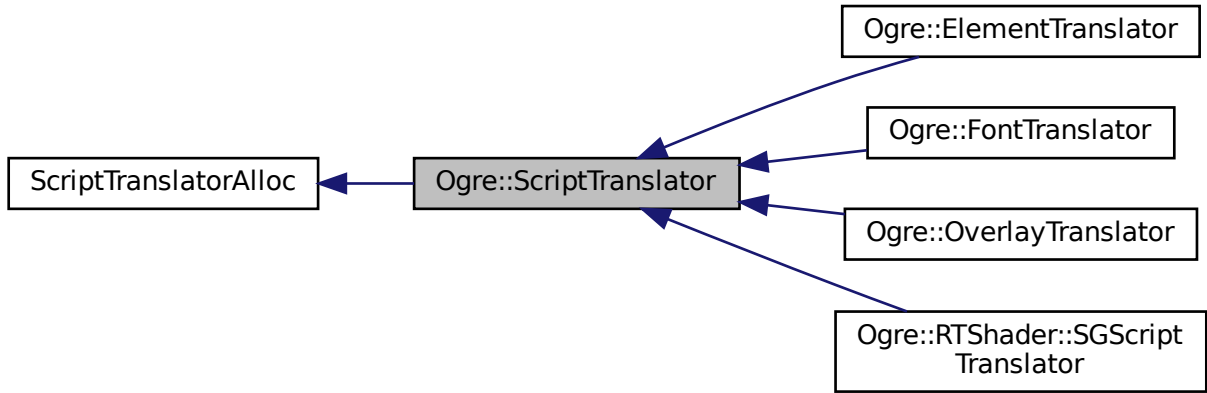 Ogre::ElementTranslator
Ogre::FontTranslator
ScriptTranslatorAlloc
Ogre::ScriptTranslator
Ogre::OverlayTranslator
Ogre::RTShader::SGScript
Translator